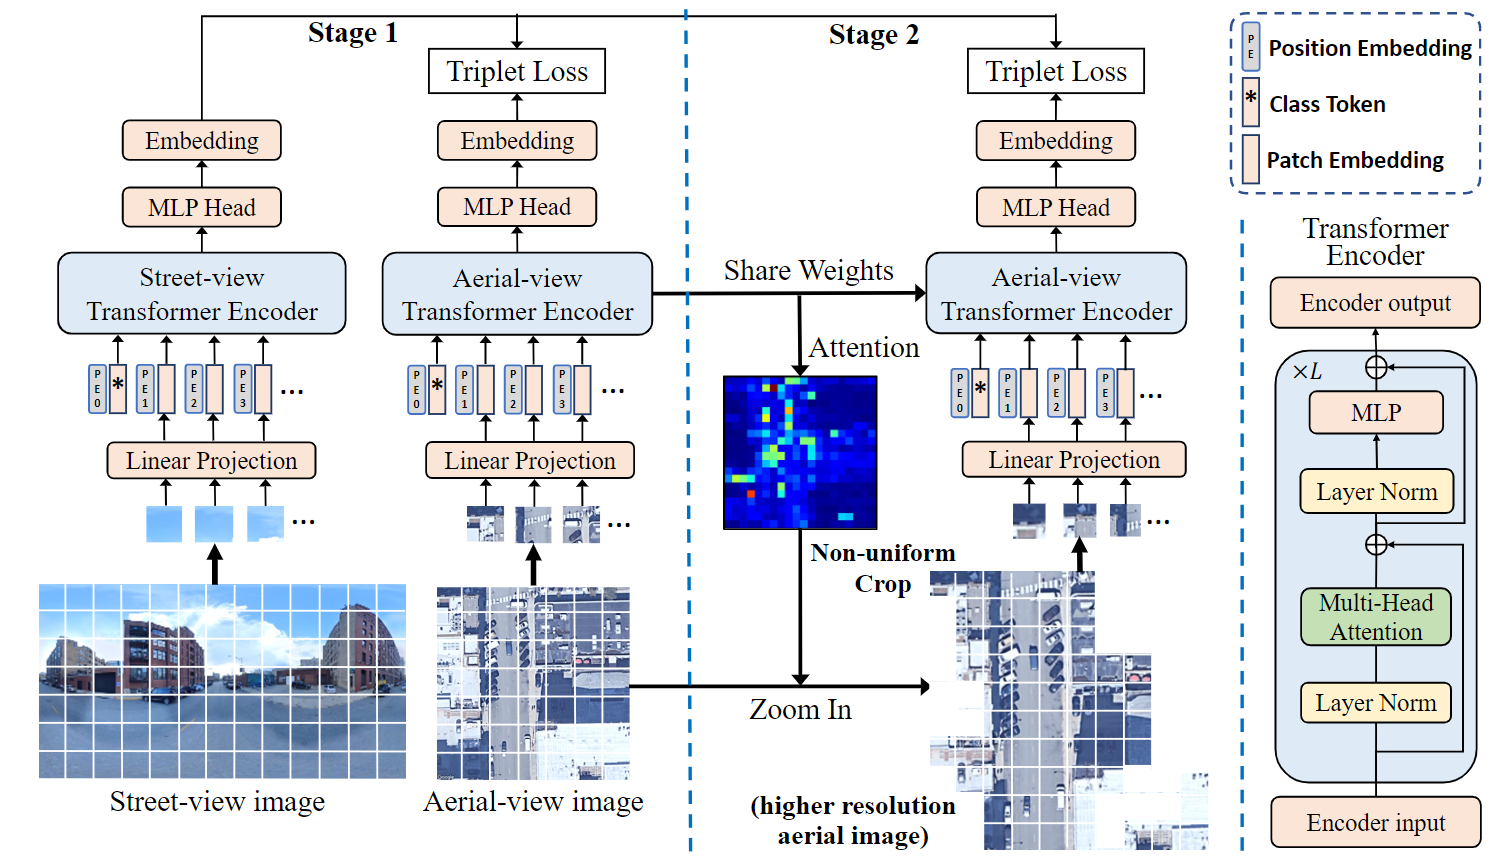 Stage 1
Triplet Loss
Embedding
Embedding
MLP Head
MLP Head
Street-view
Transformer Encoder
Aerial-view
Transformer Encoder
PE0
*
PE1
PE2
PE3
...
PE0
*
PE1
PE2
PE3
...
Linear Projection
Linear Projection
...
...
Street-view image
Aerial-view image
Stage 2
Triplet Loss
Embedding
MLP Head
Share Weights
Aerial-view
Transformer Encoder
Attention
PE0
*
PE1
PE2
PE3
...
Linear Projection
...
Non-uniform
Crop
Zoom In
(higher resolution
aerial image)
PE
Position Embedding
*
Class Token
Patch Embedding
Transformer
Encoder
Encoder output
×L
MLP
Layer Norm
Multi-Head
Attention
Layer Norm
Encoder input